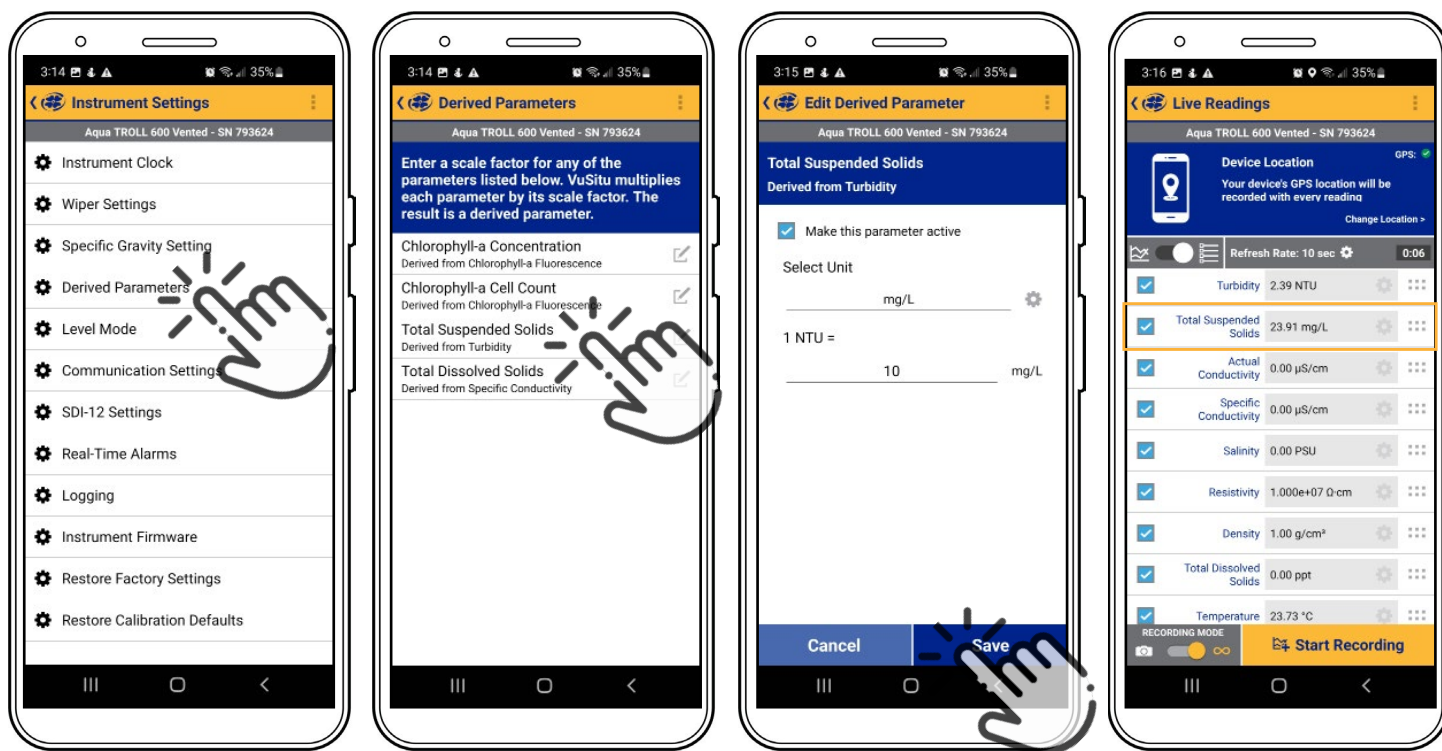 3:14
35%
Instrument Settings
Aqua TROLL 600 Vented - SN 793624
Instrument Clock
Wiper Settings
Specific Gravity Setting
Derived Parameters
Level Mode
Communication Settings
SDI-12 Settings
Real-Time Alarms
Logging
Instrument Firmware
Restore Factory Settings
Restore Calibration Defaults
3:14
35%
Derived Parameters
Aqua TROLL 600 Vented - SN 793624
Enter a scale factor for any of the
parameters listed below. VuSitu multiplies
each parameter by its scale factor. The
result is a derived parameter.
Chlorophyll-a Concentration
Derived from Chlorophyll-a Fluorescence
Chlorophyll-a Cell Count
Derived from Chlorophyll-a Fluorescence
Total Suspended Solids
Derived from Turbidity
Total Dissolved Solids
Derived from Specific Conductivity
3:15
35%
Edit Derived Parameter
Aqua TROLL 600 Vented - SN 793624
Total Suspended Solids
Derived from Turbidity
Make this parameter active
Select Unit
mg/L
1 NTU =
10 mg/L
Cancel Save
3:16
35%
Live Readings
Aqua TROLL 600 Vented - SN 793624
GPS:
Device Location
Your device's GPS location will be
recorded with every reading
Change Location >
Refresh Rate: 10 sec 0:06
Turbidity 2.39 NTU
Total Suspended
Solids 23.91 mg/L
Actual
Conductivity 0.00 µS/cm
Specific
Conductivity 0.00 µS/cm
Salinity 0.00 PSU
Resistivity 1.000e+07 Ω·cm
Density 1.00 g/cm³
Total Dissolved
Solids 0.00 ppt
Temperature 23.73 °C
RECORDING MODE
Start Recording